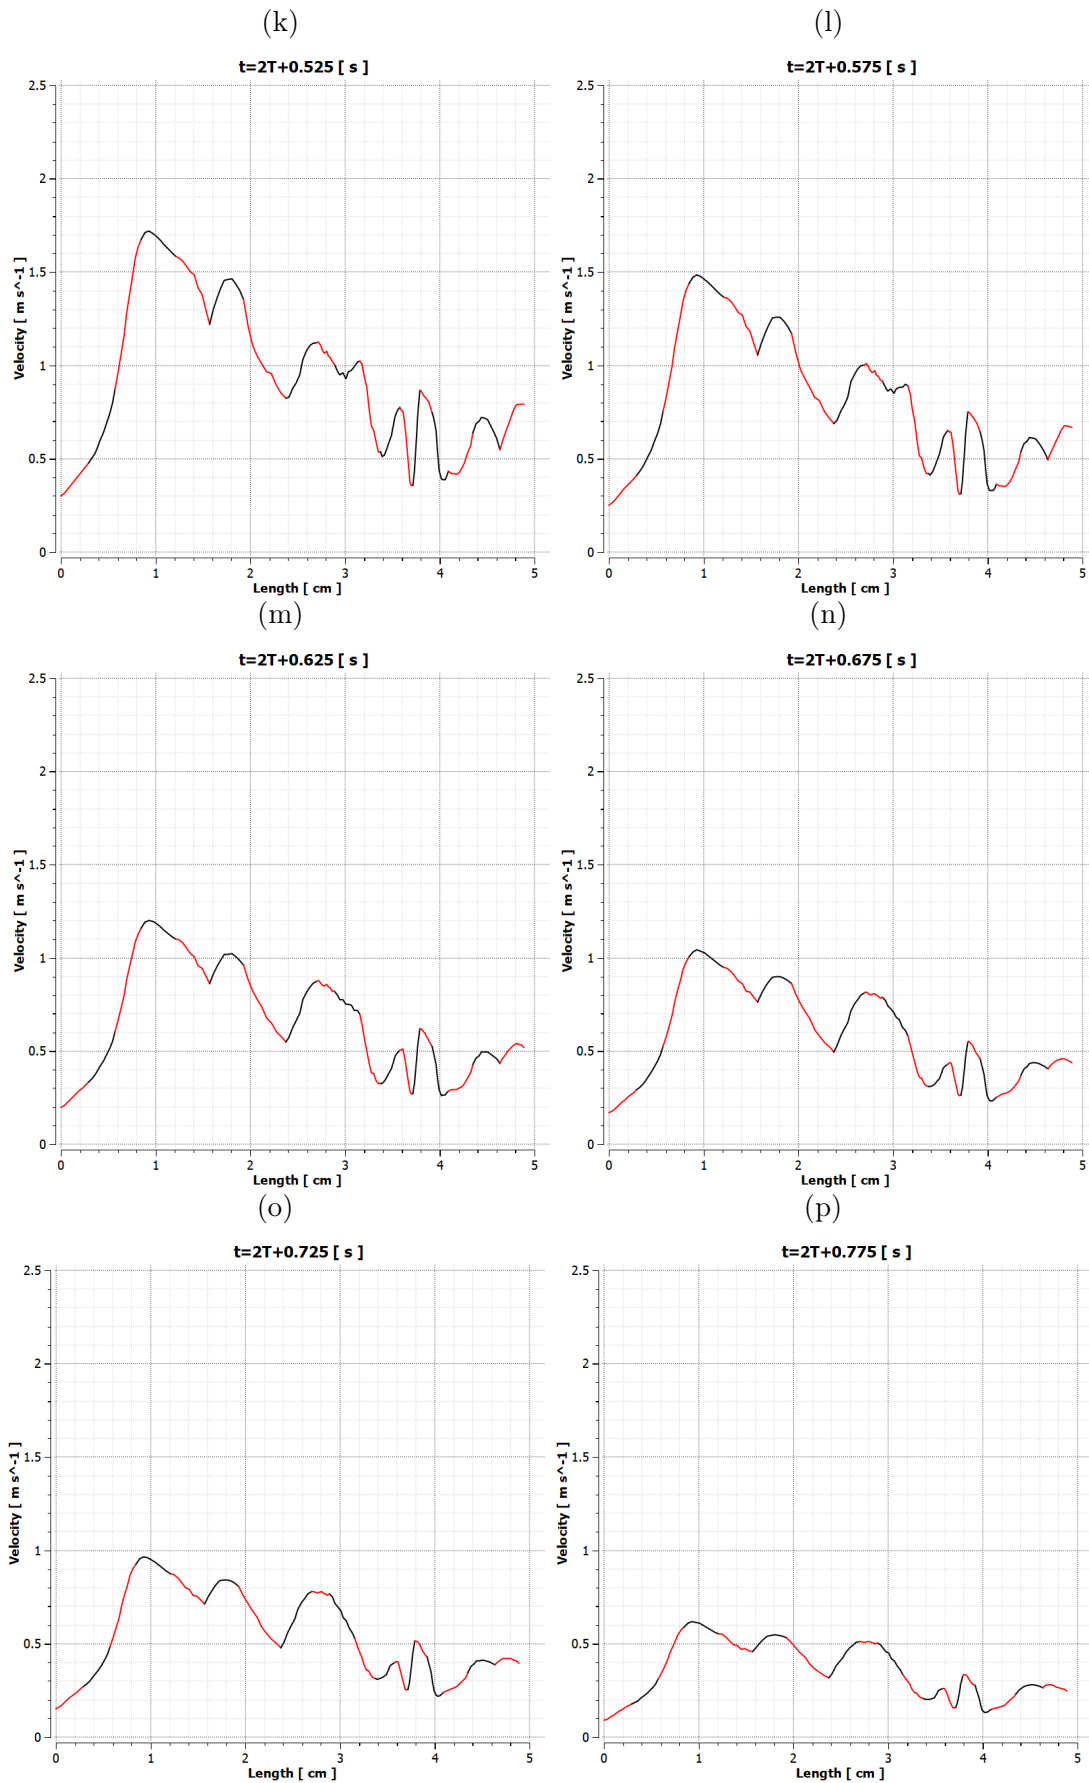 (k)
(l)
t=2T+0.525 [ s ]
t=2T+0.575 [ s ]
2.5
2
1.5
1
0.5
0
Velocity [ m s^-1 ]
0 1 2 3 4 5
Length [ cm ]
2.5
2
1.5
1
0.5
0
Velocity [ m s^-1 ]
0 1 2 3 4 5
Length [ cm ]
(m)
(n)
t=2T+0.625 [ s ]
t=2T+0.675 [ s ]
2.5
2
1.5
1
0.5
0
Velocity [ m s^-1 ]
0 1 2 3 4 5
Length [ cm ]
2.5
2
1.5
1
0.5
0
Velocity [ m s^-1 ]
0 1 2 3 4 5
Length [ cm ]
(o)
(p)
t=2T+0.725 [ s ]
t=2T+0.775 [ s ]
2.5
2
1.5
1
0.5
0
Velocity [ m s^-1 ]
0 1 2 3 4 5
Length [ cm ]
2.5
2
1.5
1
0.5
0
Velocity [ m s^-1 ]
0 1 2 3 4 5
Length [ cm ]